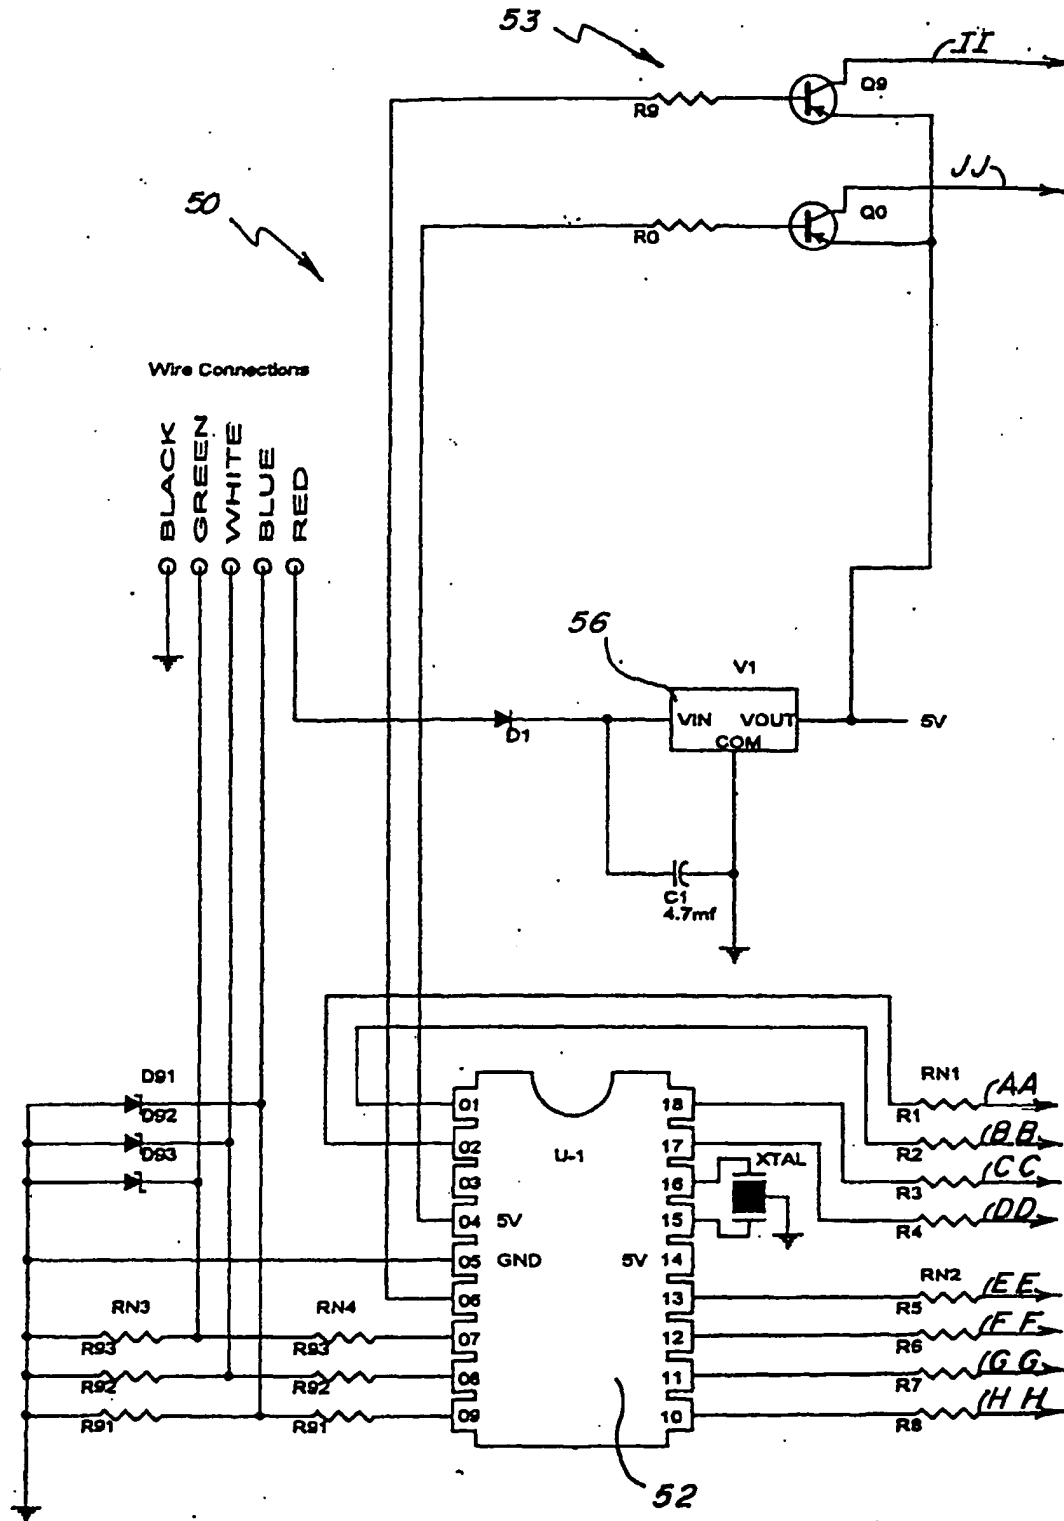 53
II
Q9
R9
JJ
50
Q0
R0
Wire Connections
BLACK
GREEN
WHITE
BLUE
RED
56
V1
VIN VOUT
COM
5V
D1
C1
4.7mf
D91
D92
D93
RN1
AA
R1
BB
R2
CC
R3
DD
R4
01
18
02
17
U-1
XTAL
03
16
04
5V
15
05
GND
5V
14
06
13
RN2
EE
R5
RN3
RN4
07
12
FF
R6
R93
R93
08
11
GG
R7
R92
R92
09
10
HH
R8
R91
R91
52